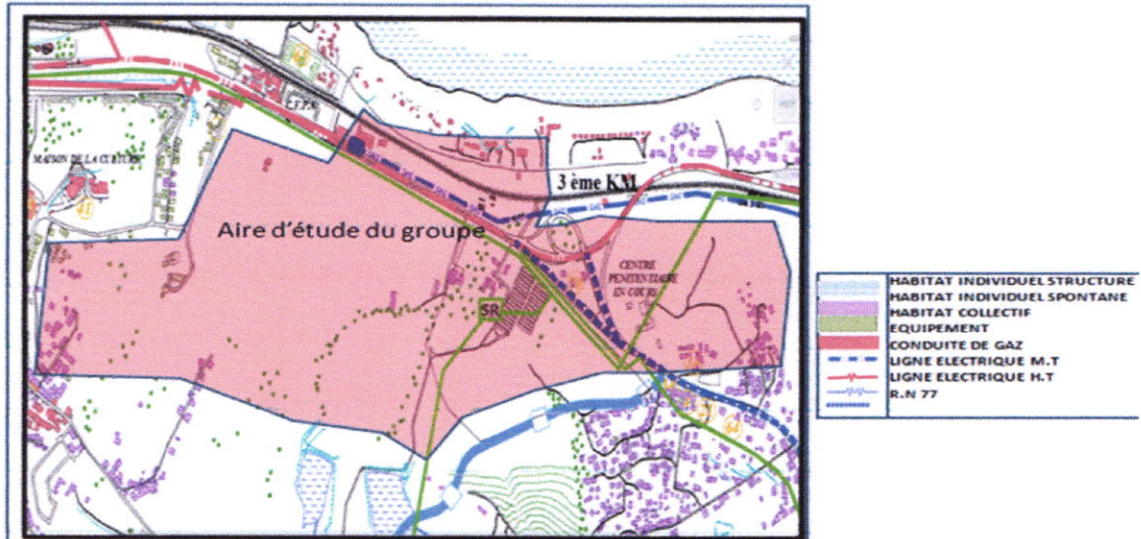 C.F.P.A
MAISON DE LA CULTURE
3 ème KM
Aire d'étude du groupe
CENTRE
PENITENTIAIRE
EN COURS
SR
HABITAT INDIVIDUEL STRUCTURE
HABITAT INDIVIDUEL SPONTANE
HABITAT COLLECTIF
EQUIPEMENT
CONDUITE DE GAZ
LIGNE ELECTRIQUE M.T
LIGNE ELECTRIQUE H.T
R.N 77